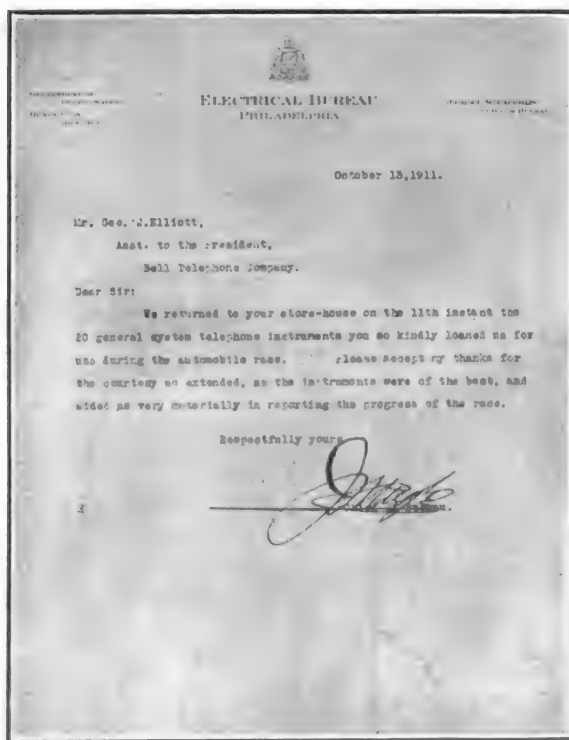 ELECTRICAL BUREAU
PHILADELPHIA
October 13,1911.
Mr. Geo. J.Elliott,
Asst. to the President,
Bell Telephone Company.
Dear Sir:
We returned to your store-house on the 11th instant the
20 general system telephone instruments you so kindly loaned us for
use during the automobile race. Please accept my thanks for
the courtesy so extended, as the instruments were of the best, and
aided us very materially in reporting the progress of the race.
Respectfully yours